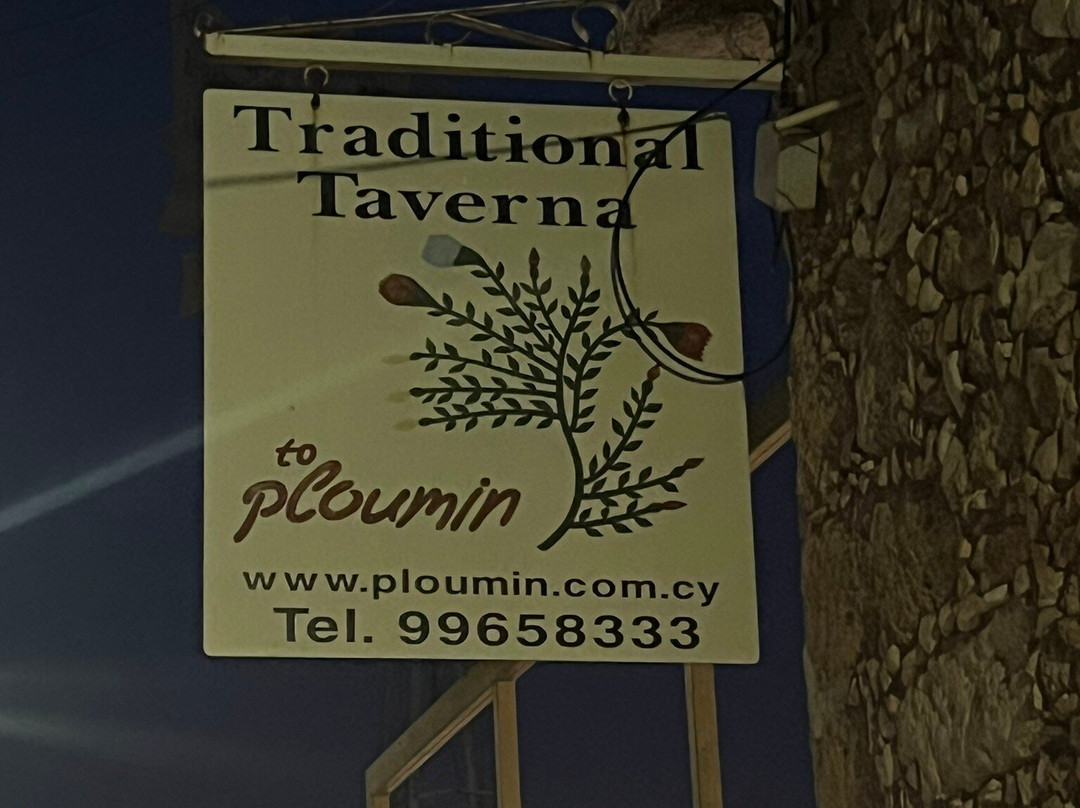 Traditional
Taverna
to
ploumin
www.ploumin.com.cy
Tel. 99658333